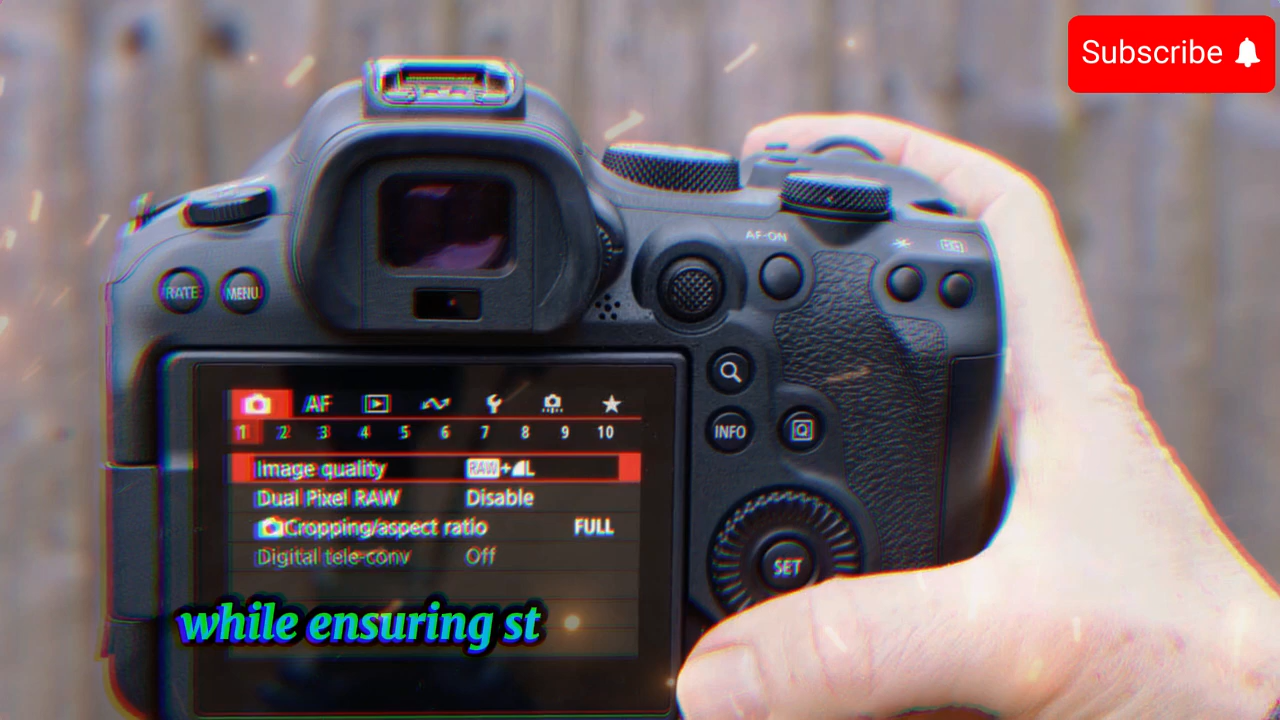 Subscribe
AF-ON
RATE MENU
AF
1 2 3 4 5 6 7 8 9 10
Image quality RAW+L
Dual Pixel RAW Disable
Cropping/aspect ratio FULL
Digital tele-conv Off
INFO
SET
while ensuring st